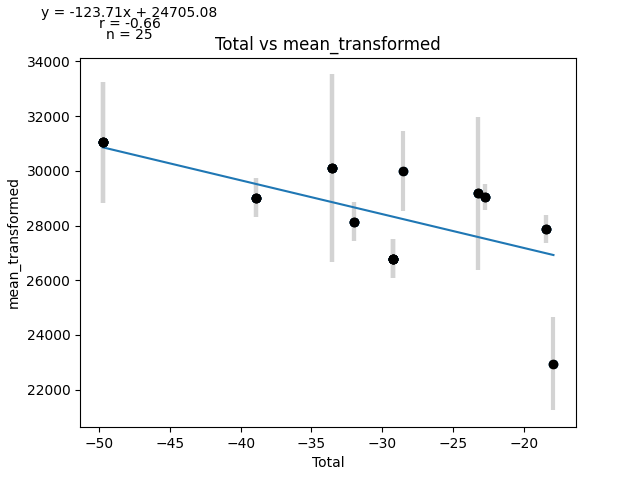 y = -123.71x + 24705.08
r = -0.66
n = 25
Total vs mean_transformed
34000
32000
30000
28000
26000
24000
22000
mean_transformed
−50 −45 −40 −35 −30 −25 −20
Total